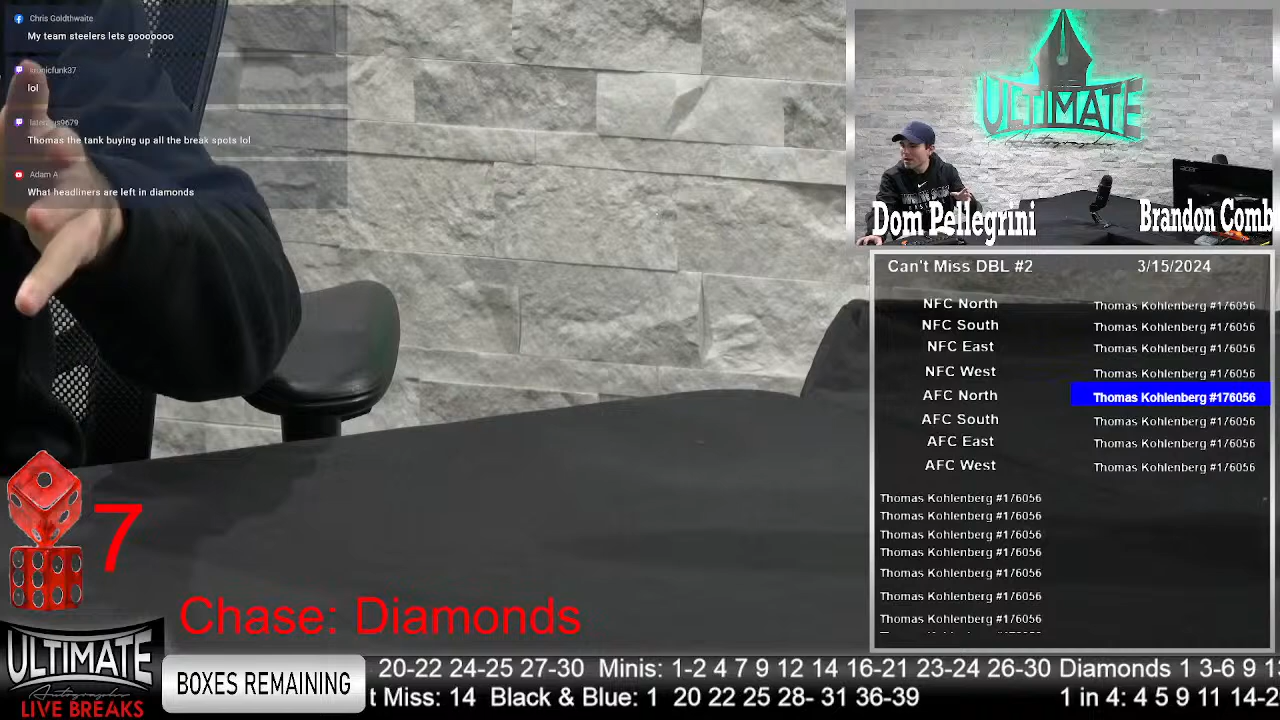 Chris Goldthwaite
My team steelers lets gooooooo
kronicfunk37
lol
Thomas the tank buying up all the break spots lol
Adam A
What headliners are left in diamonds
ULTIMATE
acer
Dom Pellegrini
Brandon Comb
Can't Miss DBL #2 3/15/2024
NFC North Thomas Kohlenberg #176056
NFC South Thomas Kohlenberg #176056
NFC East Thomas Kohlenberg #176056
NFC West Thomas Kohlenberg #176056
AFC North Thomas Kohlenberg #176056
AFC South Thomas Kohlenberg #176056
AFC East Thomas Kohlenberg #176056
AFC West Thomas Kohlenberg #176056
Thomas Kohlenberg #176056
Thomas Kohlenberg #176056
Thomas Kohlenberg #176056
Thomas Kohlenberg #176056
Thomas Kohlenberg #176056
Thomas Kohlenberg #176056
Thomas Kohlenberg #176056
7
Chase: Diamonds
ULTIMATE
Autographs
LIVE BREAKS
BOXES REMAINING
20-22 24-25 27-30 Minis: 1-2 4 7 9 12 14 16-21 23-24 26-30 Diamonds 1 3-6 9 13
t Miss: 14 Black & Blue: 1 20 22 25 28- 31 36-39 1 in 4: 4 5 9 11 14-2